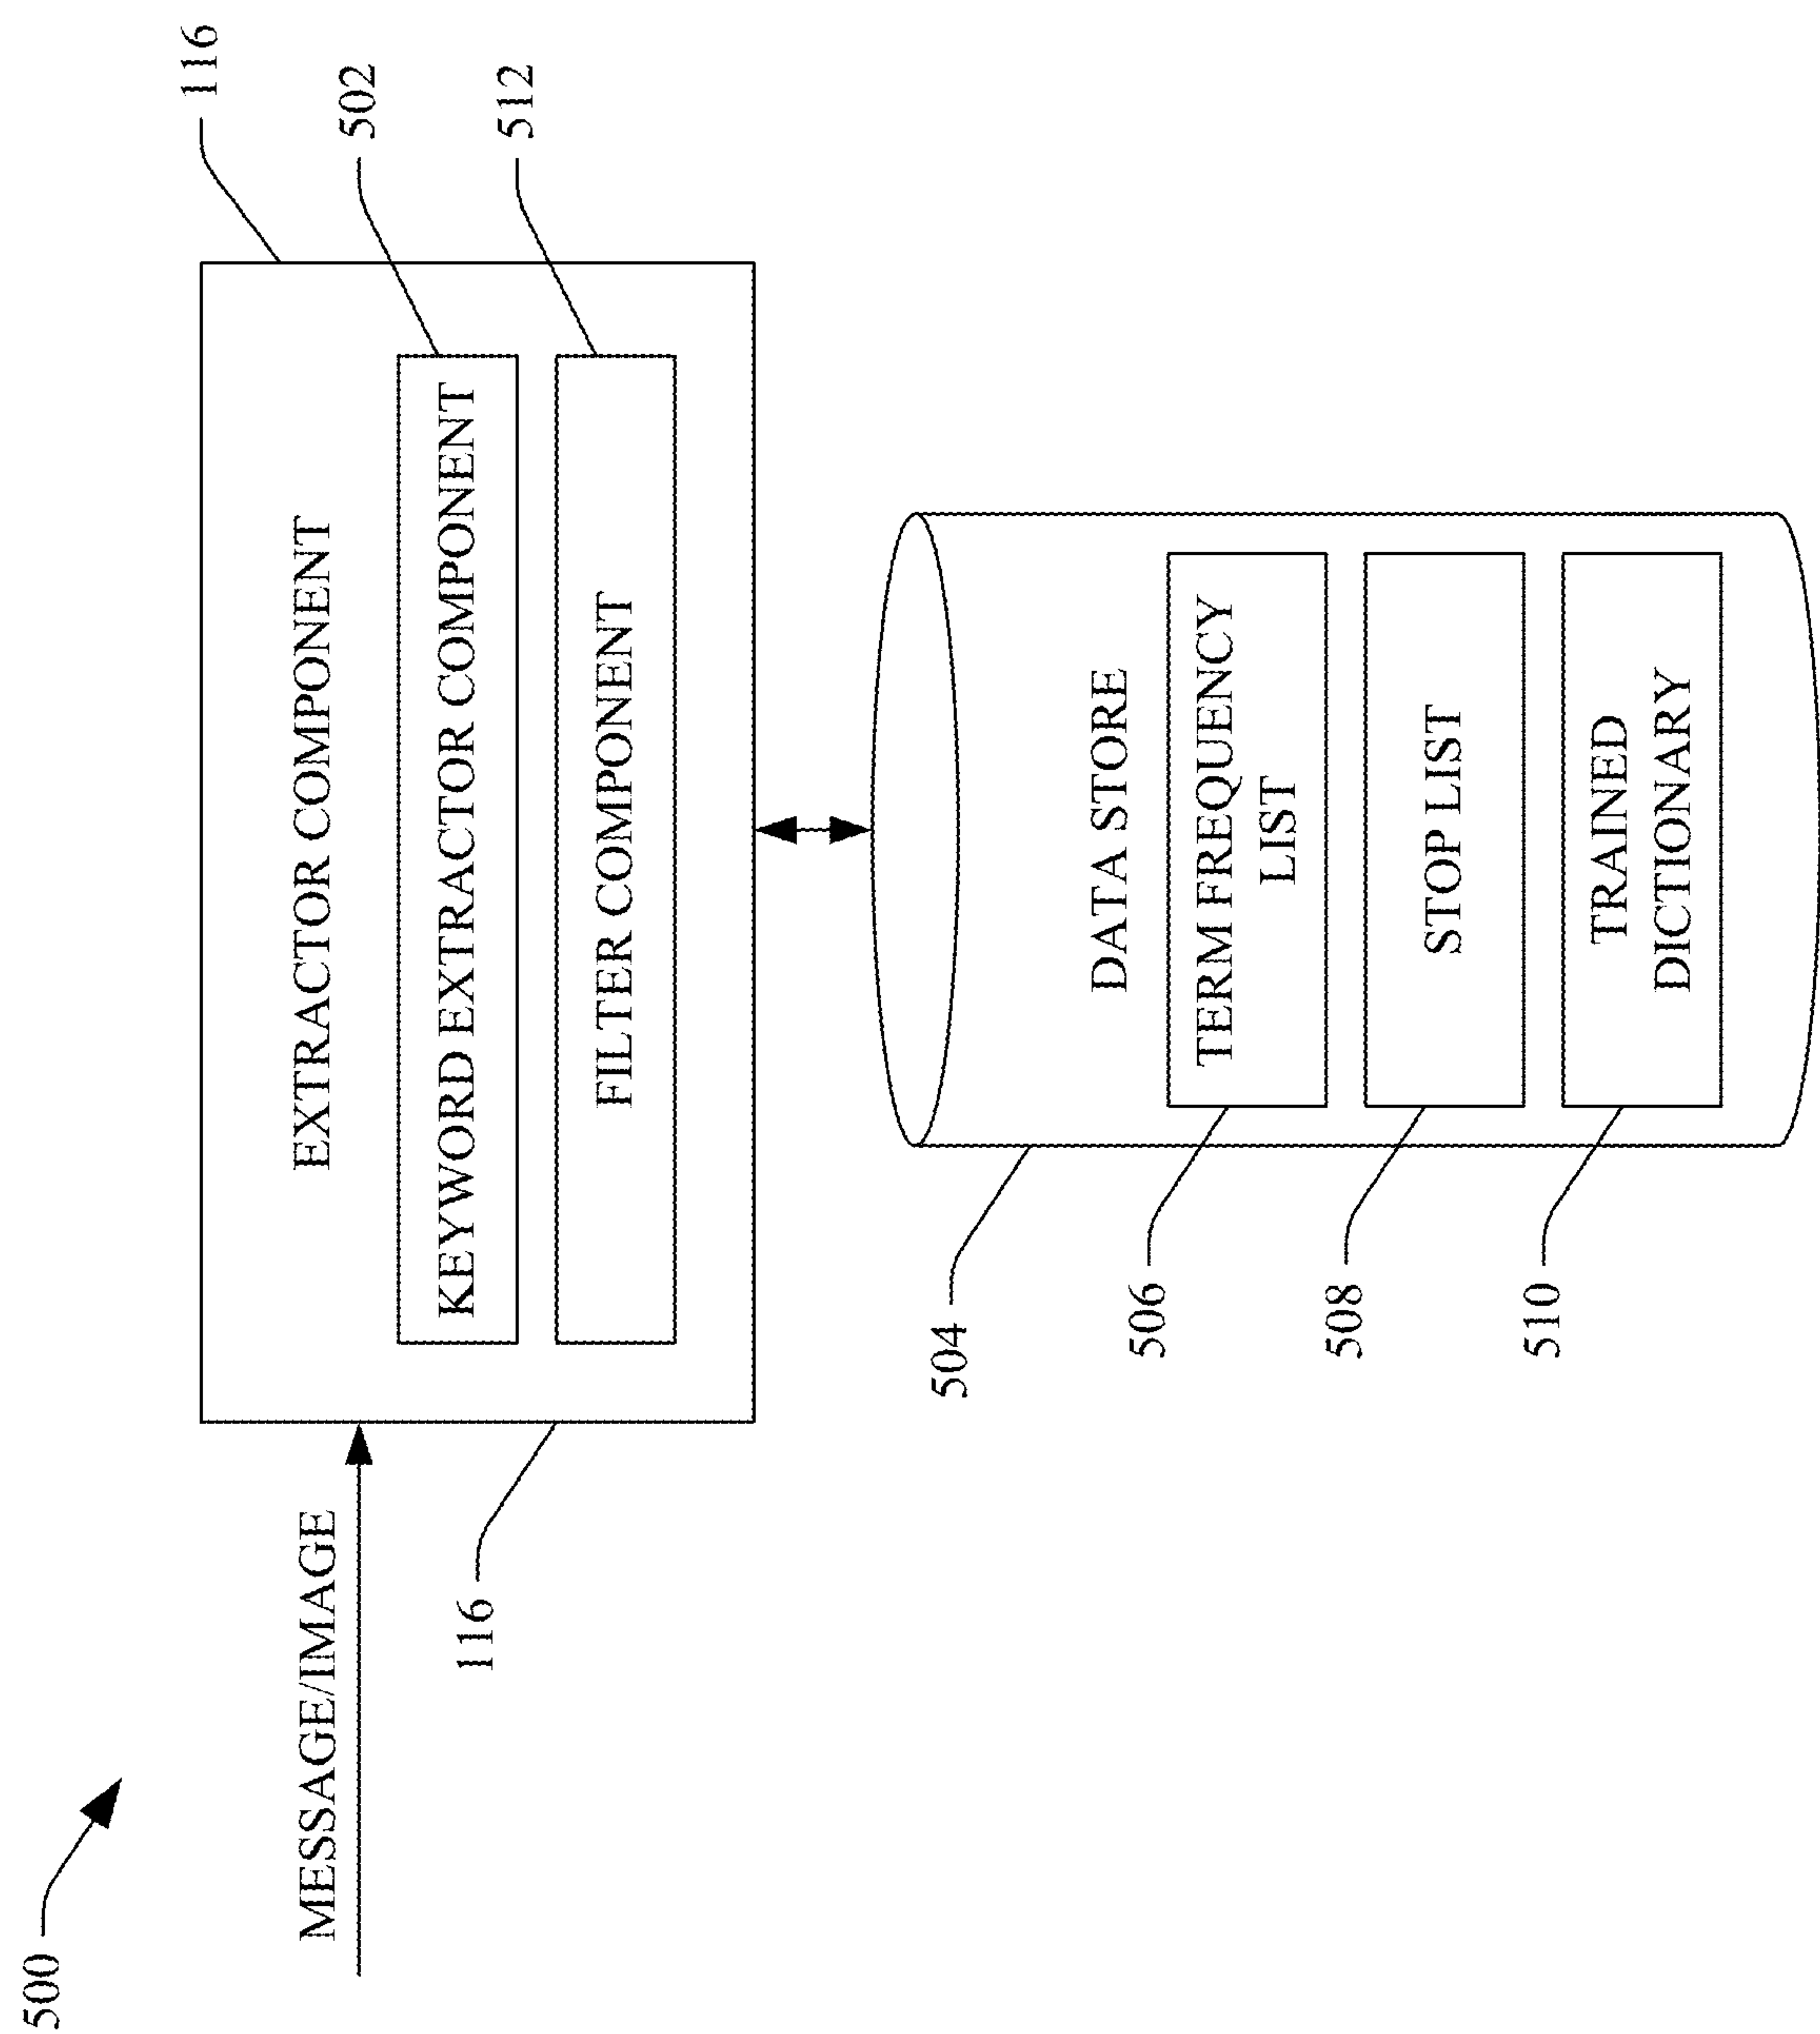 500
116
MESSAGE/IMAGE
EXTRACTOR COMPONENT
502
KEYWORD EXTRACTOR COMPONENT
512
FILTER COMPONENT
116
504
DATA STORE
506
TERM FREQUENCY
LIST
508
STOP LIST
510
TRAINED
DICTIONARY